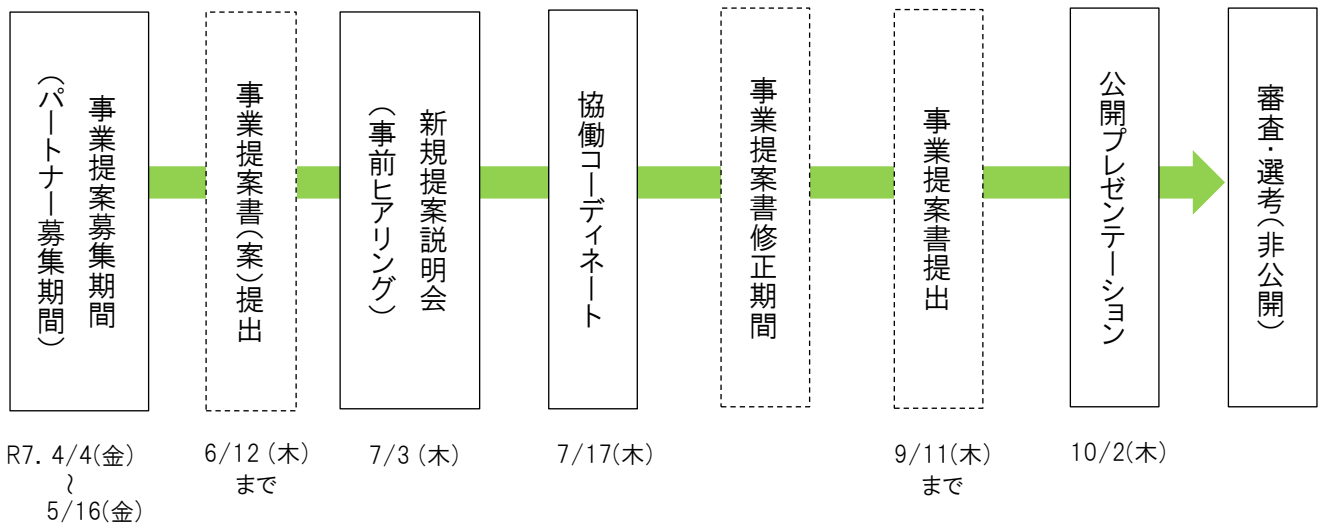 事業提案募集期間
（パートナー募集期間）
事業提案書（案）提出
新規提案説明会
（事前ヒアリング）
協働コーディネート
事業提案書修正期間
事業提案書提出
公開プレゼンテーション
審査・選考（非公開）
R7. 4/4(金)
～
5/16(金)
6/12 (木)
まで
7/3 (木)
7/17(木)
9/11(木)
まで
10/2(木)